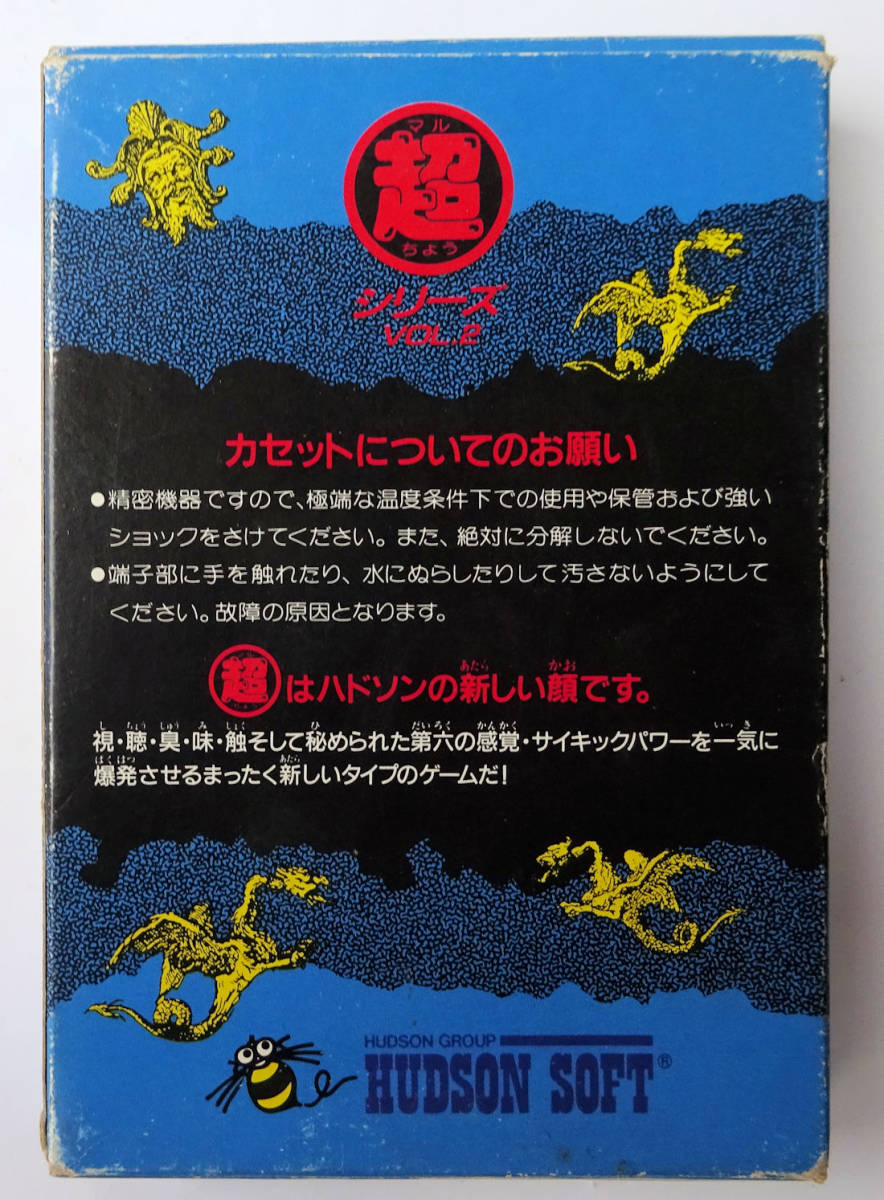 マル
超
ちょう
シリーズ
VOL.2
カセットについてのお願い
●精密機器ですので、極端な温度条件下での使用や保管および強い
ショックをさけてください。また、絶対に分解しないでください。
●端子部に手を触れたり、水にぬらしたりして汚さないようにして
ください。故障の原因となります。
超はハドソンの新しい顔です。
視・聴・臭・味・触そして秘められた第六の感覚・サイキックパワーを一気に
爆発させるまったく新しいタイプのゲームだ!
HUDSON GROUP
HUDSON SOFT®